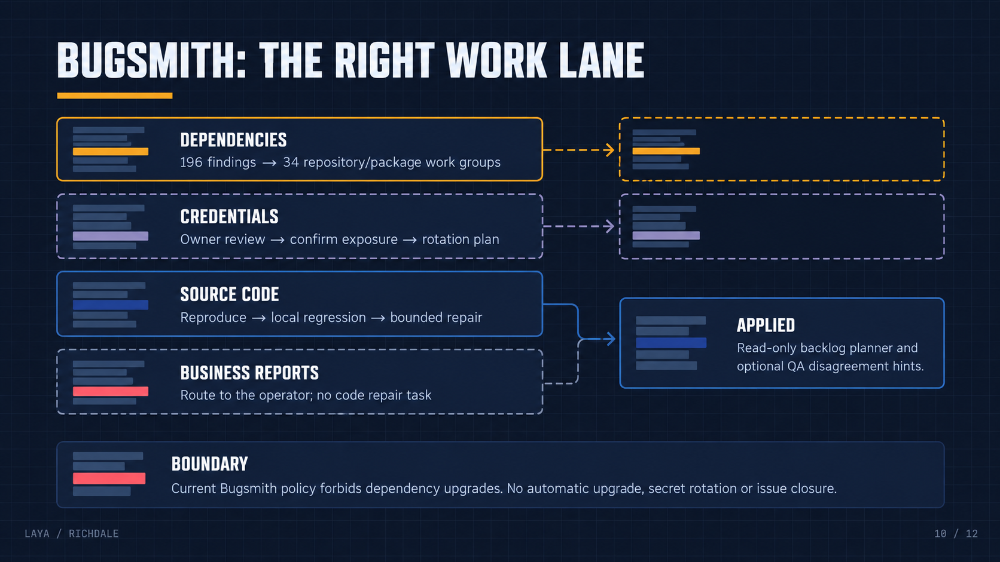 BUGSMITH: THE RIGHT WORK LANE
DEPENDENCIES
196 findings → 34 repository/package work groups
CREDENTIALS
Owner review → confirm exposure → rotation plan
SOURCE CODE
Reproduce → local regression → bounded repair
BUSINESS REPORTS
Route to the operator; no code repair task
APPLIED
Read-only backlog planner and
optional QA disagreement hints.
BOUNDARY
Current Bugsmith policy forbids dependency upgrades. No automatic upgrade, secret rotation or issue closure.
LAYA / RICHDALE
10 / 12